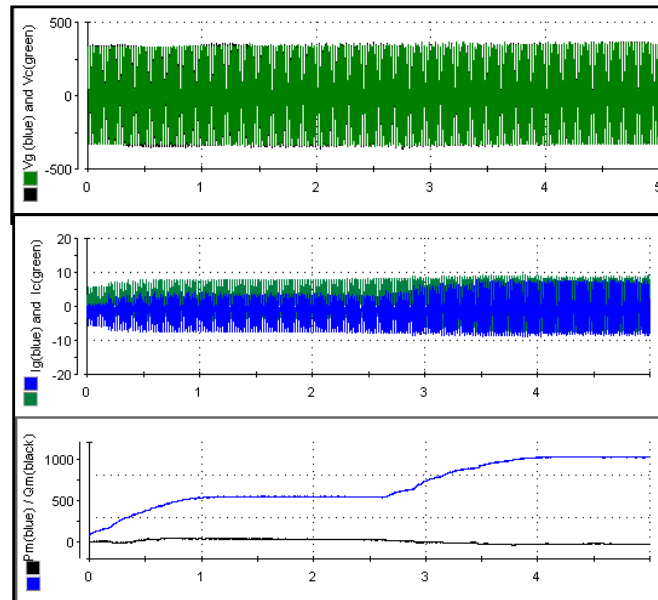 Vg (blue) and Vc(green)
500
0
-500
0 1 2 3 4 5
Ig(blue) and Ic(green)
20
10
0
-10
-20
0 1 2 3 4
Pm(blue) / Qm(black)
1000
500
0
0 1 2 3 4